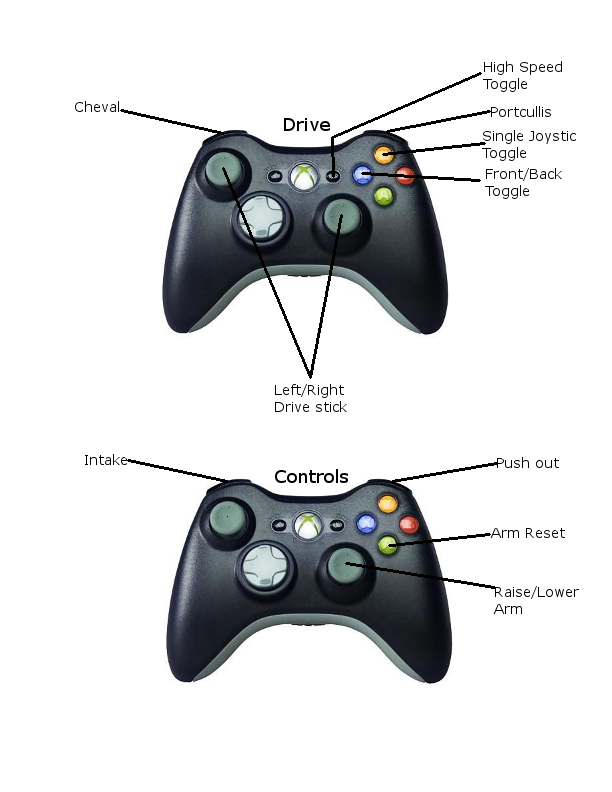 High Speed
Toggle
Cheval
Portcullis
Drive
Single Joystic
Toggle
Front/Back
Toggle
Left/Right
Drive stick
Intake
Push out
Controls
Arm Reset
Raise/Lower
Arm